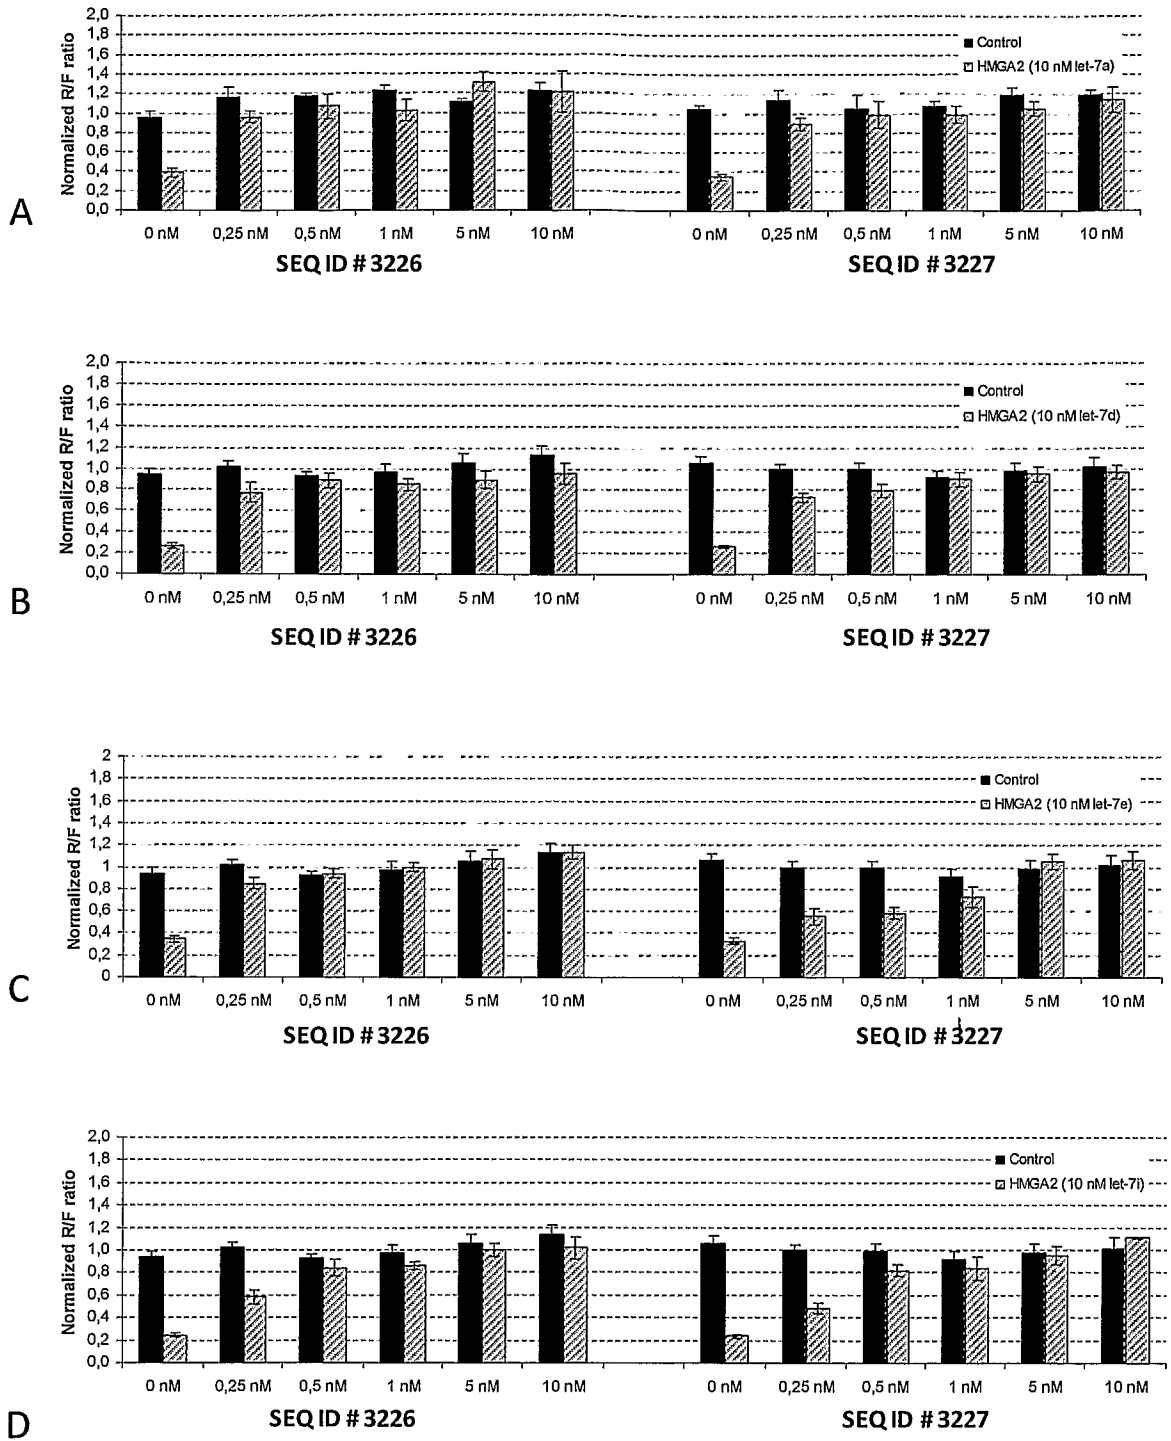 2,0
1,8
1,6
1,4
1,2
1,0
0,8
0,6
0,4
0,2
0,0
Normalized R/F ratio
Control
HMGA2 (10 nM let-7a)
A
0 nM 0,25 nM 0,5 nM 1 nM 5 nM 10 nM 0 nM 0,25 nM 0,5 nM 1 nM 5 nM 10 nM
SEQ ID # 3226 SEQ ID # 3227
2,0
1,8
1,6
1,4
1,2
1,0
0,8
0,6
0,4
0,2
0,0
Normalized R/F ratio
Control
HMGA2 (10 nM let-7d)
B
0 nM 0,25 nM 0,5 nM 1 nM 5 nM 10 nM 0 nM 0,25 nM 0,5 nM 1 nM 5 nM 10 nM
SEQ ID # 3226 SEQ ID # 3227
2
1,8
1,6
1,4
1,2
1
0,8
0,6
0,4
0,2
0
Normalized R/F ratio
Control
HMGA2 (10 nM let-7e)
C
0 nM 0,25 nM 0,5 nM 1 nM 5 nM 10 nM 0 nM 0,25 nM 0,5 nM 1 nM 5 nM 10 nM
SEQ ID # 3226 SEQ ID # 3227
2,0
1,8
1,6
1,4
1,2
1,0
0,8
0,6
0,4
0,2
0,0
Normalized R/F ratio
Control
HMGA2 (10 nM let-7i)
0 nM 0,25 nM 0,5 nM 1 nM 5 nM 10 nM 0 nM 0,25 nM 0,5 nM 1 nM 5 nM 10 nM
D
SEQ ID # 3226 SEQ ID # 3227